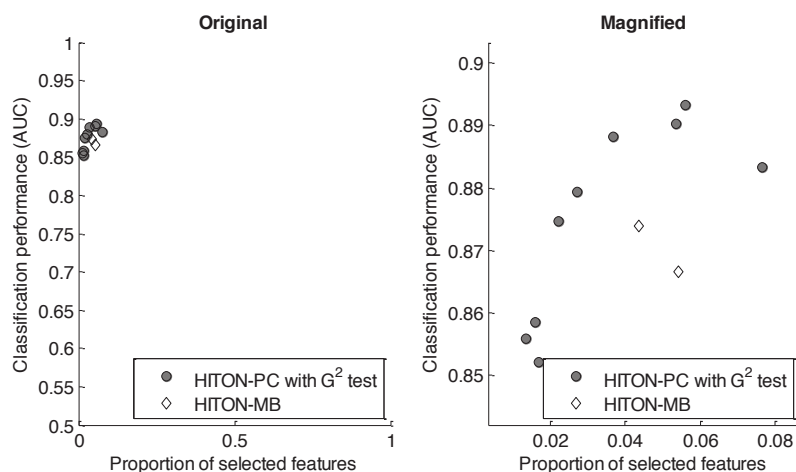 Original
Classification performance (AUC)
1
0.95
0.9
0.85
0.8
0.75
0.7
0.65
0.6
0.55
0.5
HITON-PC with G² test
HITON-MB
0
0.5
1
Proportion of selected features
Magnified
Classification performance (AUC)
0.9
0.89
0.88
0.87
0.86
0.85
HITON-PC with G² test
HITON-MB
0.02
0.04
0.06
0.08
Proportion of selected features